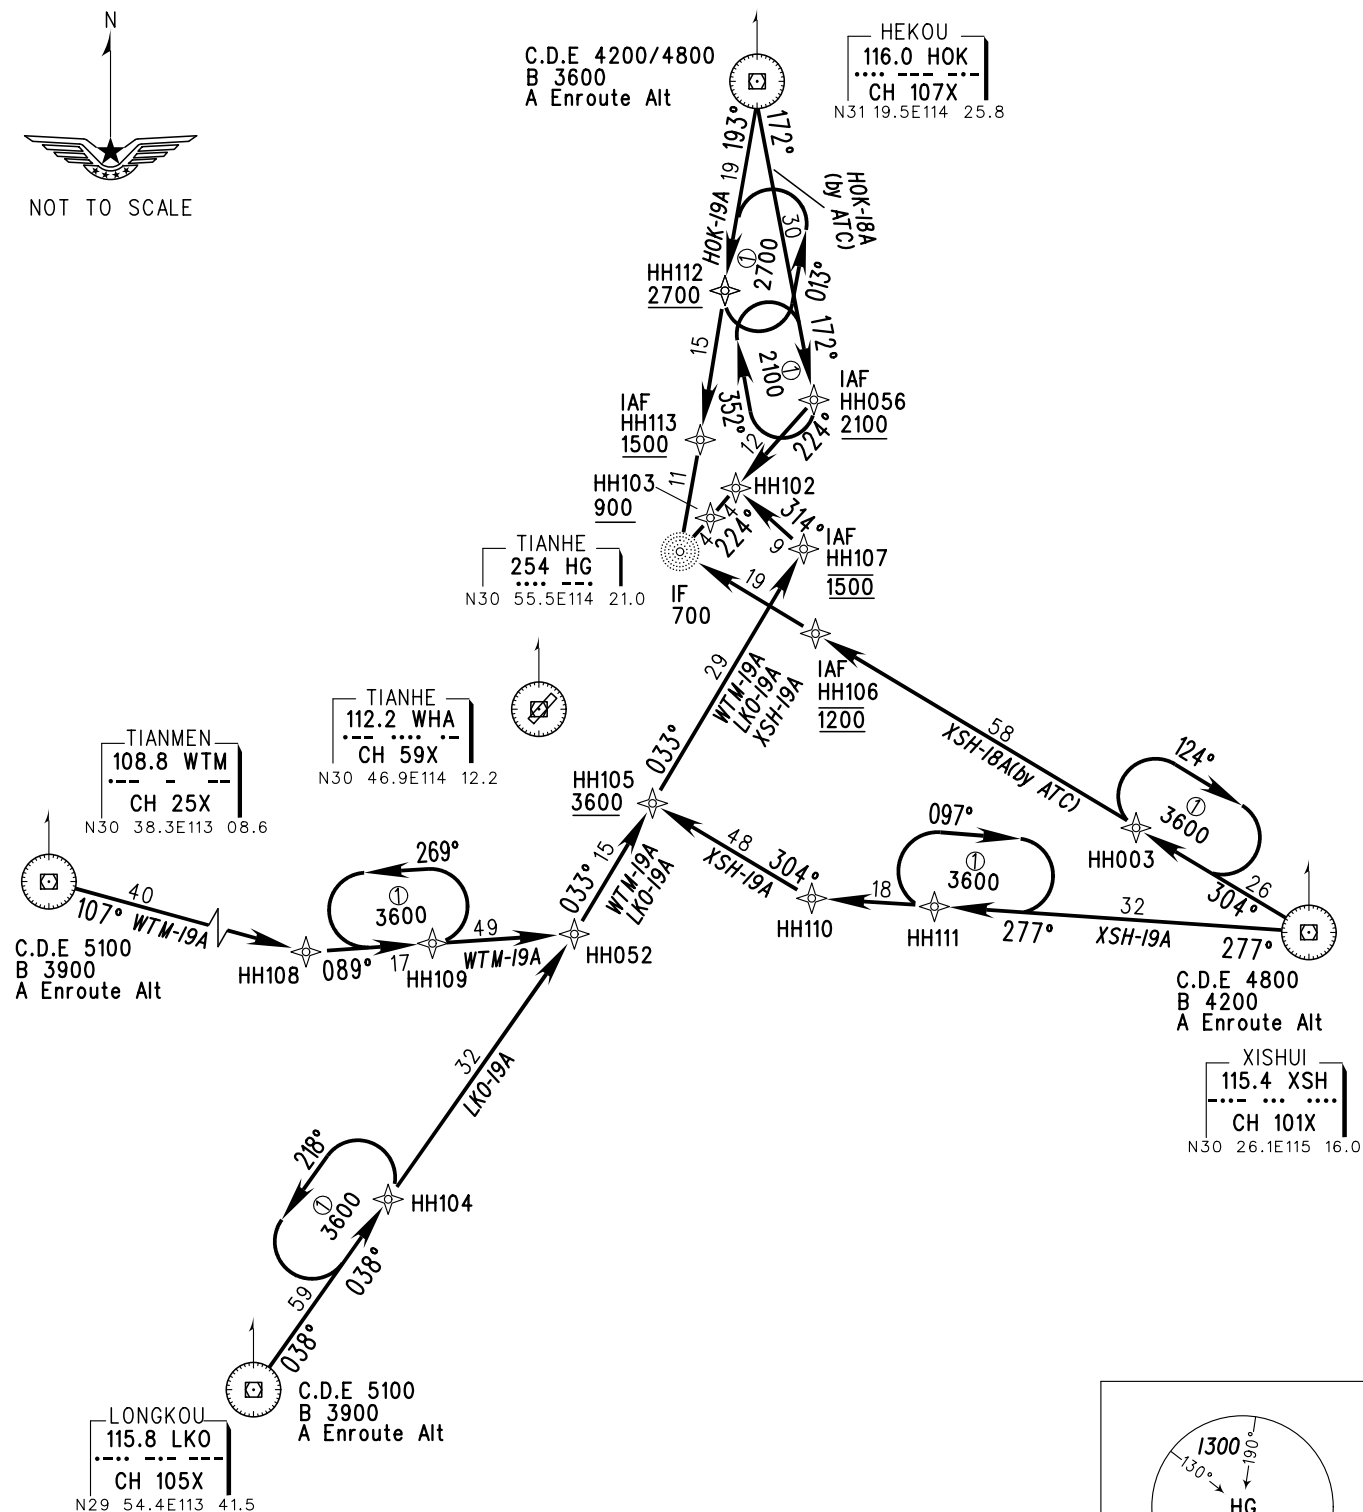 N
NOT TO SCALE
C.D.E 4200/4800
B 3600
A Enroute Alt
HEKOU
116.0 HOK
CH 107X
N31 19.5E114 25.8
193°
172°
19
HOK-19A
HOK-18A
(by ATC)
30
①
2700
013°
HH112
2700
15
172°
①
2100
352°
IAF
HH056
2100
224°
12
IAF
HH113
1500
11
HH103
900
HH102
4
224°
4
314°
9
IAF
HH107
1500
TIANHE
254 HG
N30 55.5E114 21.0
IF
700
19
IAF
HH106
1200
29
WTM-19A
LKO-19A
XSH-19A
033°
TIANHE
112.2 WHA
CH 59X
N30 46.9E114 12.2
TIANMEN
108.8 WTM
CH 25X
N30 38.3E113 08.6
58
XSH-18A(by ATC)
124°
①
3600
HH003
26
304°
HH105
3600
15
WTM-19A
LKO-19A
033°
48
XSH-19A
304°
097°
①
3600
18
HH110
HH111
277°
32
XSH-19A
277°
40
107° WTM-19A
269°
①
3600
49
WTM-19A
HH052
HH108
089°
17
HH109
C.D.E 5100
B 3900
A Enroute Alt
C.D.E 4800
B 4200
A Enroute Alt
XISHUI
115.4 XSH
CH 101X
N30 26.1E115 16.0
32
LKO-19A
218°
①
3600
HH104
038°
59
038°
C.D.E 5100
B 3900
A Enroute Alt
LONGKOU
115.8 LKO
CH 105X
N29 54.4E113 41.5
1300
130°
190°
HG